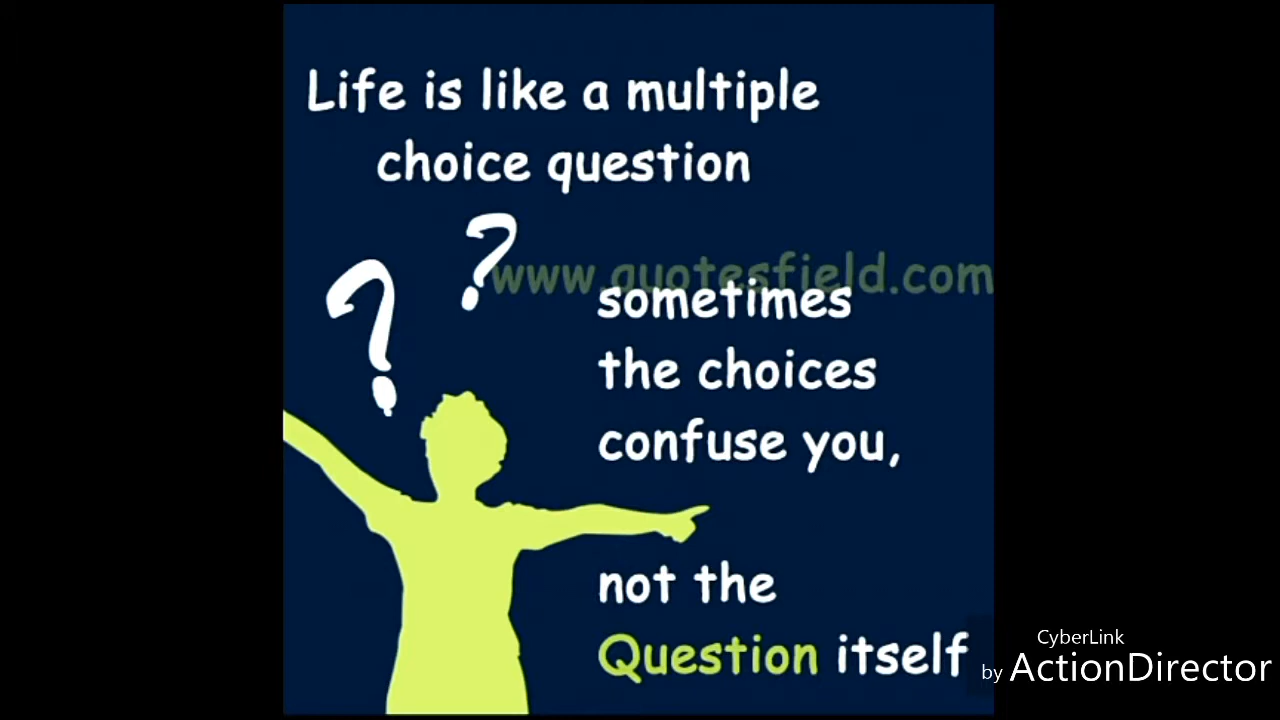 Life is like a multiple
choice question
? ?
www.quotesfield.com
sometimes
the choices
confuse you,
not the
Question itself
CyberLink
by ActionDirector